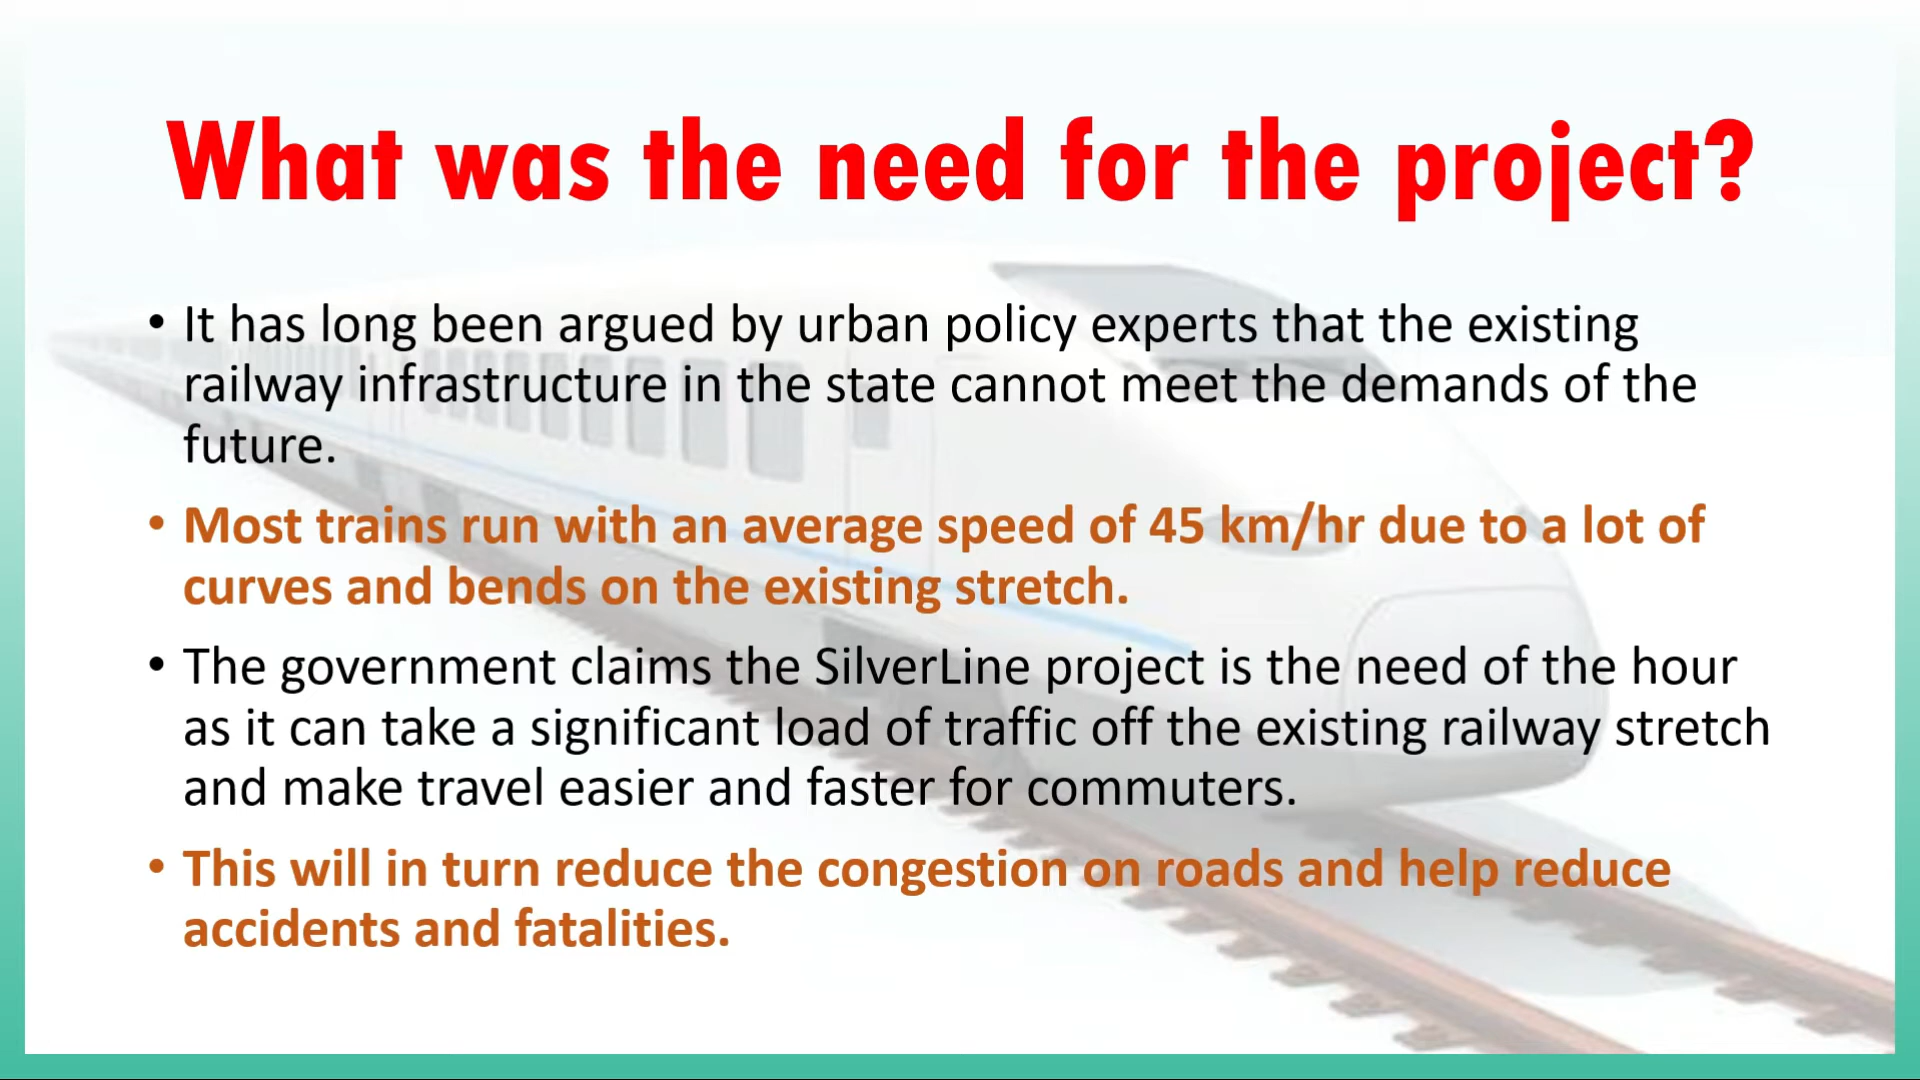 What was the need for the project?
• It has long been argued by urban policy experts that the existing
railway infrastructure in the state cannot meet the demands of the
future.
• Most trains run with an average speed of 45 km/hr due to a lot of
curves and bends on the existing stretch.
• The government claims the SilverLine project is the need of the hour
as it can take a significant load of traffic off the existing railway stretch
and make travel easier and faster for commuters.
• This will in turn reduce the congestion on roads and help reduce
accidents and fatalities.